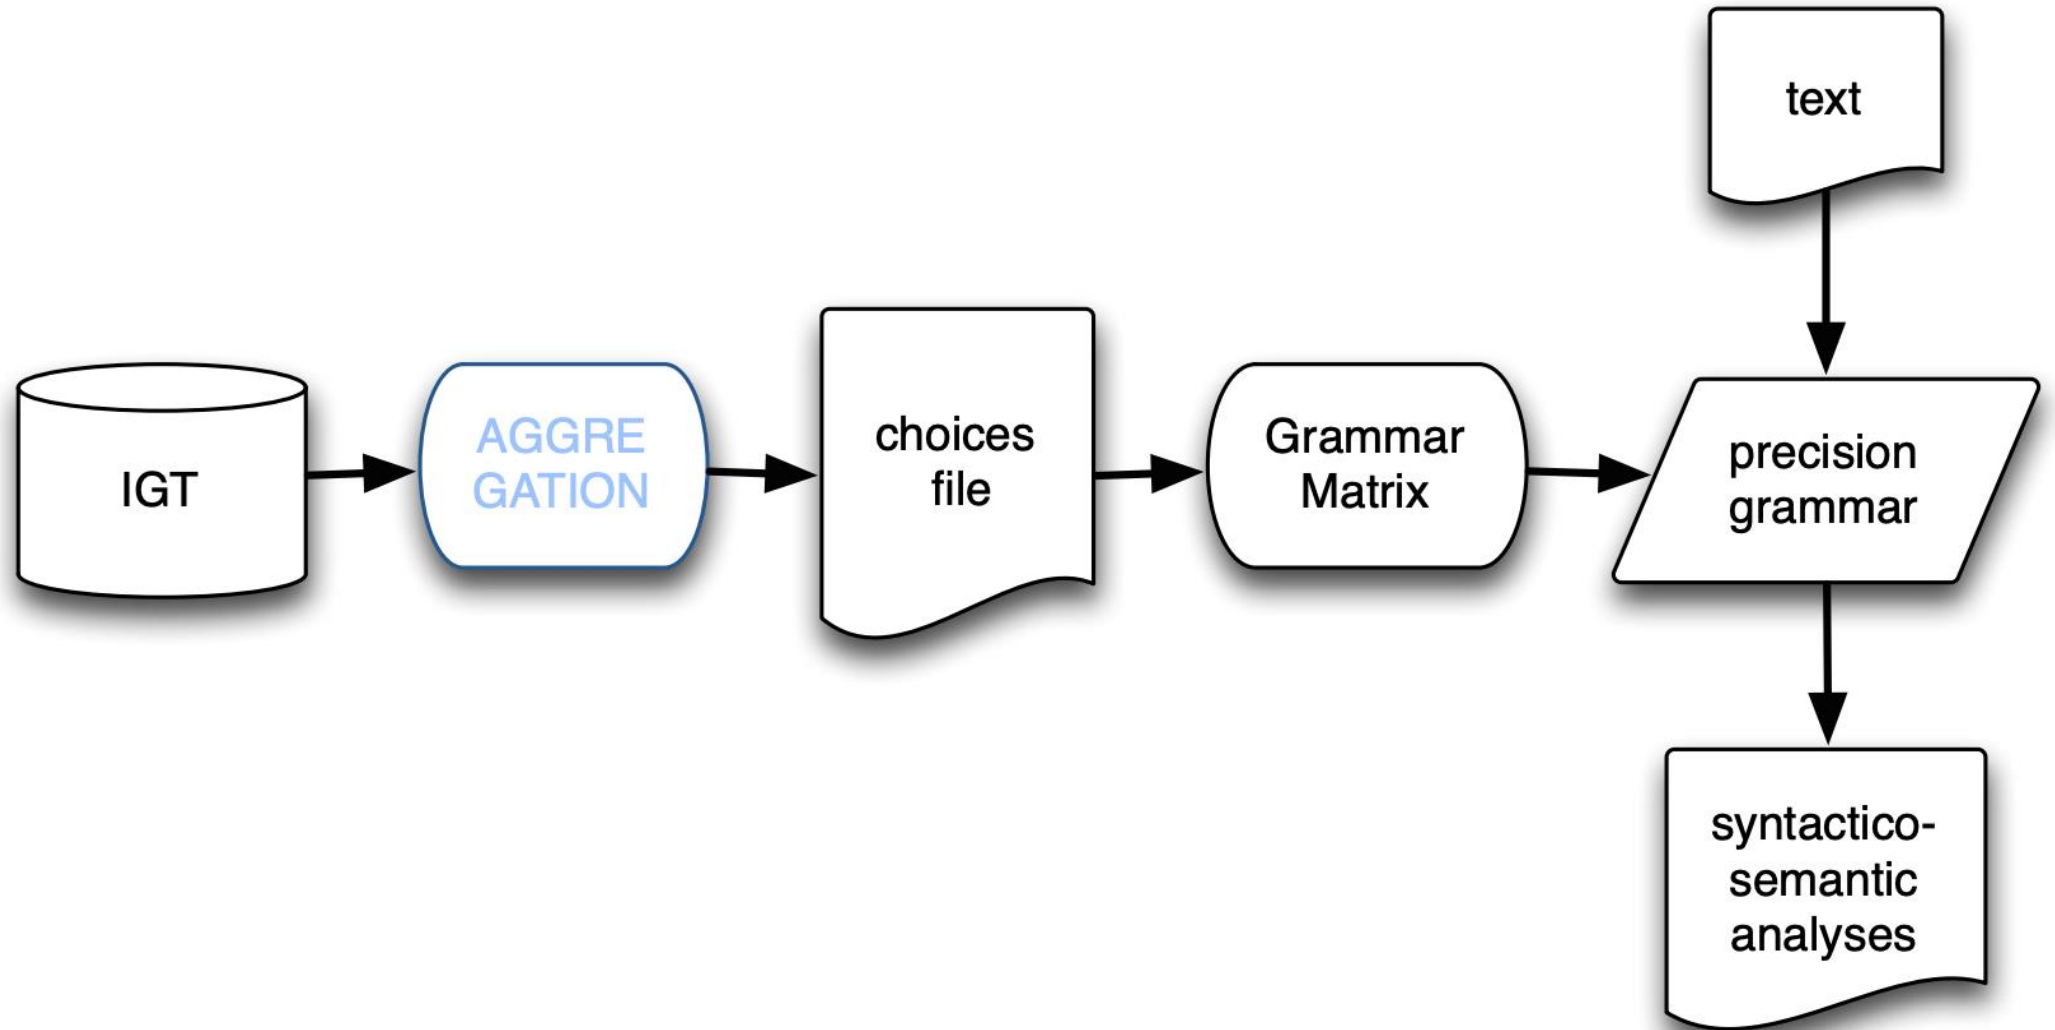 text
IGT
AGGRE
GATION
choices
file
Grammar
Matrix
precision
grammar
syntactico-
semantic
analyses